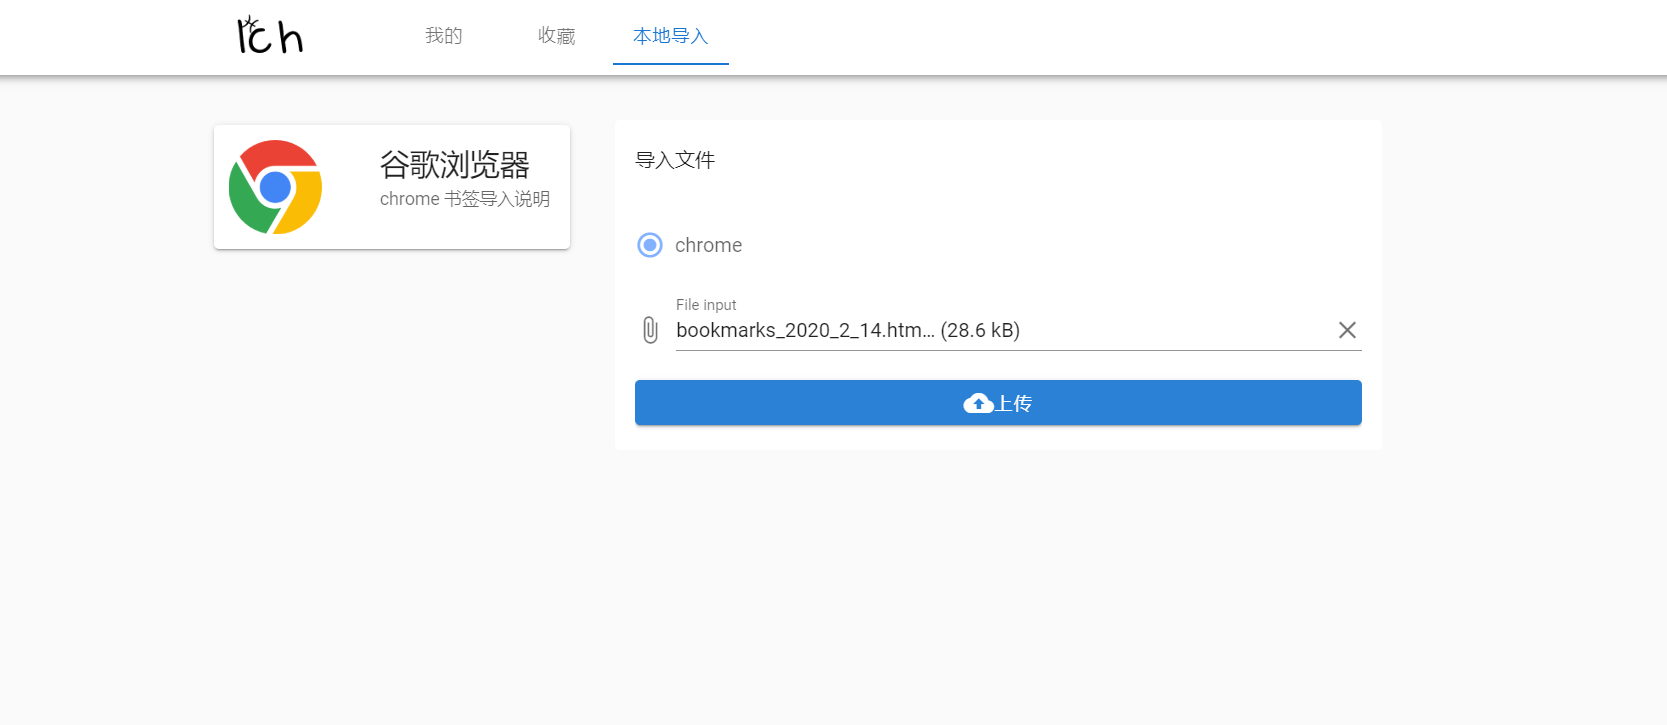 lch
我的
收藏
本地导入
谷歌浏览器
chrome 书签导入说明
导入文件
chrome
File input
bookmarks_2020_2_14.htm... (28.6 kB)
上传